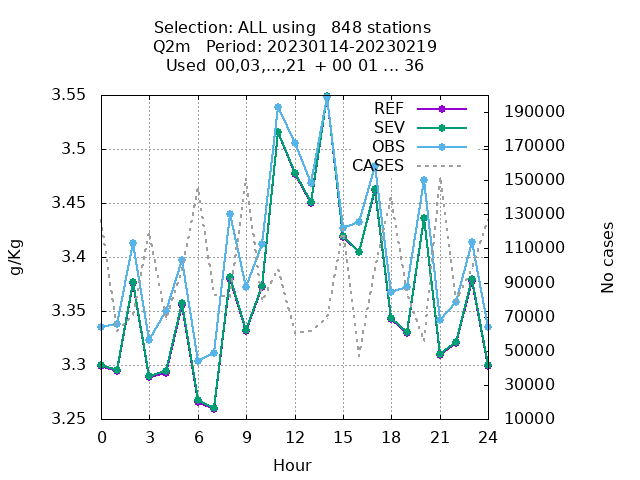 Selection: ALL using   848 stations
Q2m   Period: 20230114-20230219
Used  00,03,...,21  + 00 01 ... 36
REF
SEV
OBS
CASES
3.55
3.5
3.45
3.4
3.35
3.3
3.25
g/Kg
190000
170000
150000
130000
110000
90000
70000
50000
30000
10000
No cases
0 3 6 9 12 15 18 21 24
Hour